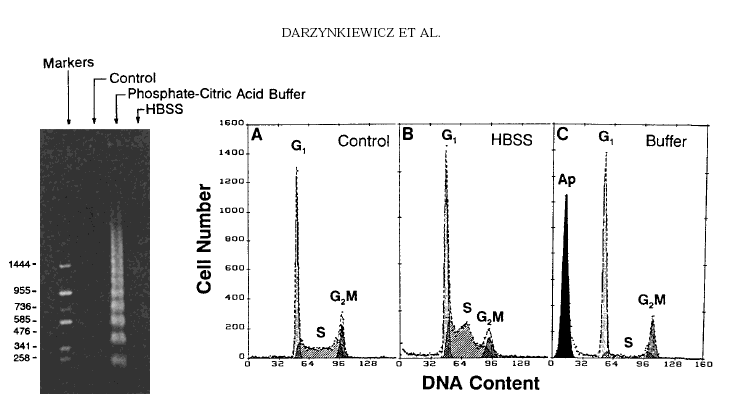 DARZYNKIEWICZ ET AL.
Markers
Control
Phosphate-Citric Acid Buffer
HBSS
1444-
955-
736-
585-
476-
341-
258-
Cell Number
1600
1400
1200
1000
800
600
400
200
0
A
G₁
Control
S
G₂M
0 32 64 96 128
B
G₁
HBSS
S
G₂M
0 32 64 96 128
C
G₁
Buffer
Ap
S
G₂M
0 32 64 96 128 160
DNA Content